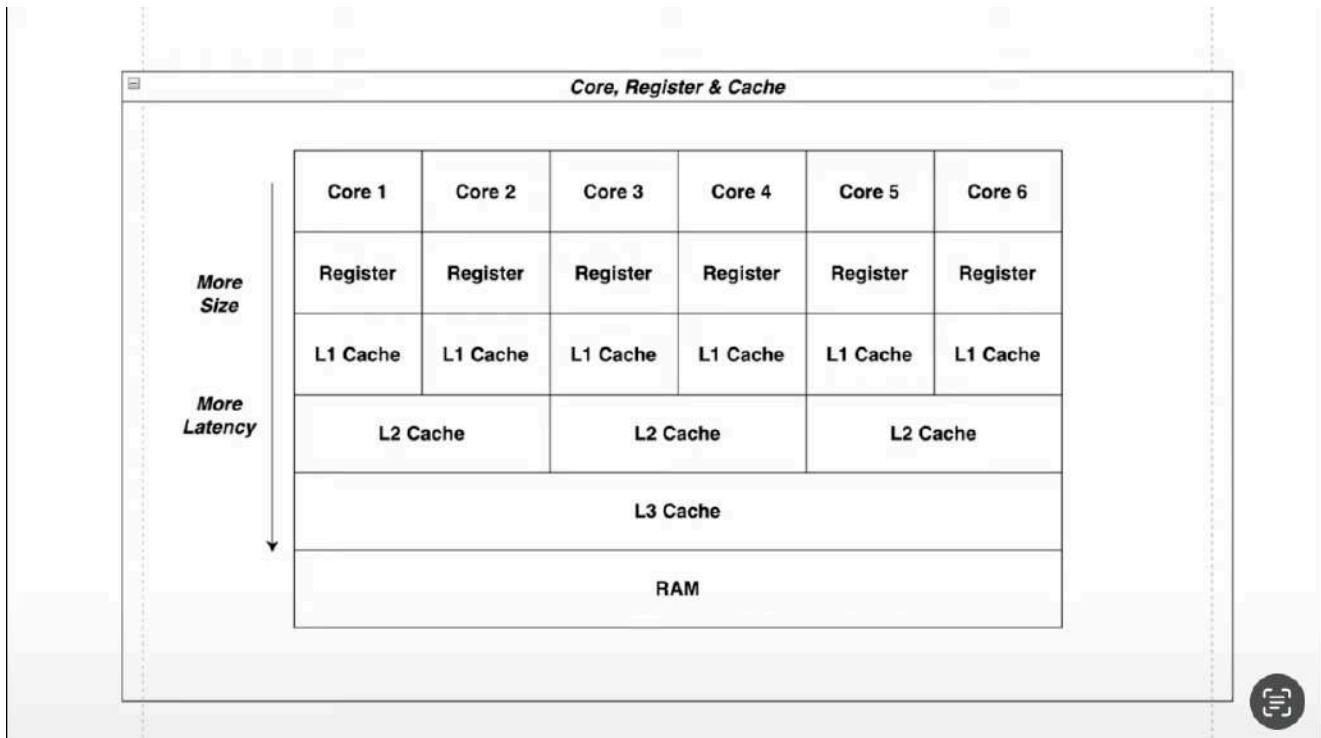 Core, Register & Cache
Core 1 Core 2 Core 3 Core 4 Core 5 Core 6
Register Register Register Register Register Register
More
Size
L1 Cache L1 Cache L1 Cache L1 Cache L1 Cache L1 Cache
More
Latency
L2 Cache L2 Cache L2 Cache
L3 Cache
RAM